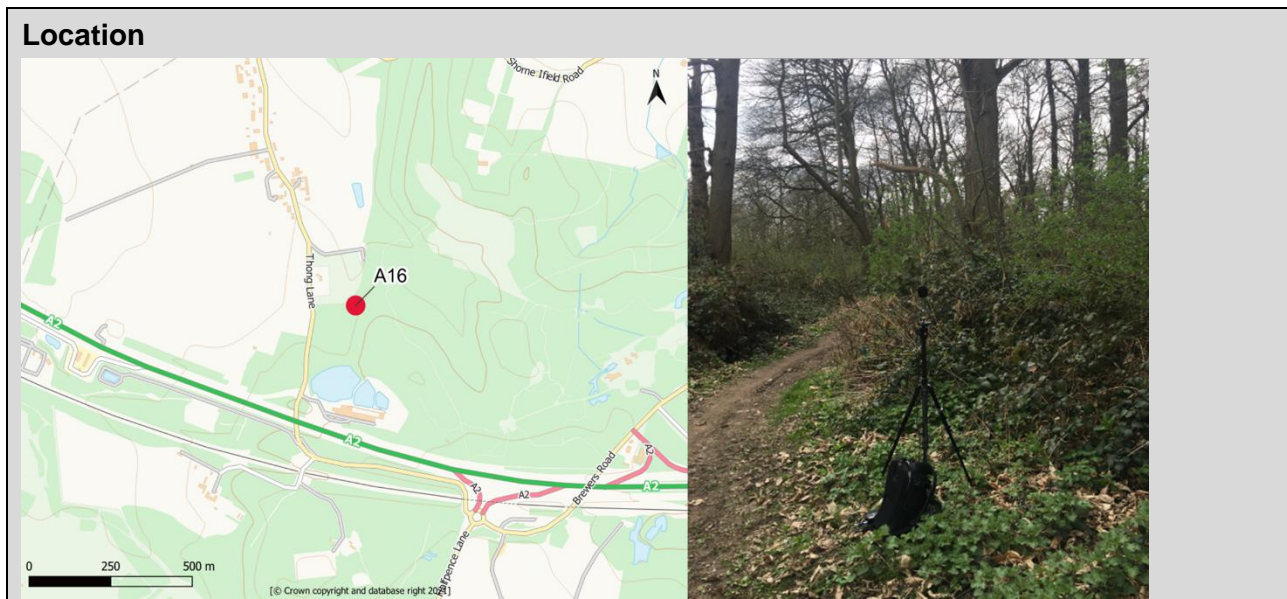 Location
Shorne Ifield Road
N
A16
Thong Lane
A2
A2
A2
A2
A2
Brewers Road
Halfpence Lane
0 250 500 m
[© Crown copyright and database right